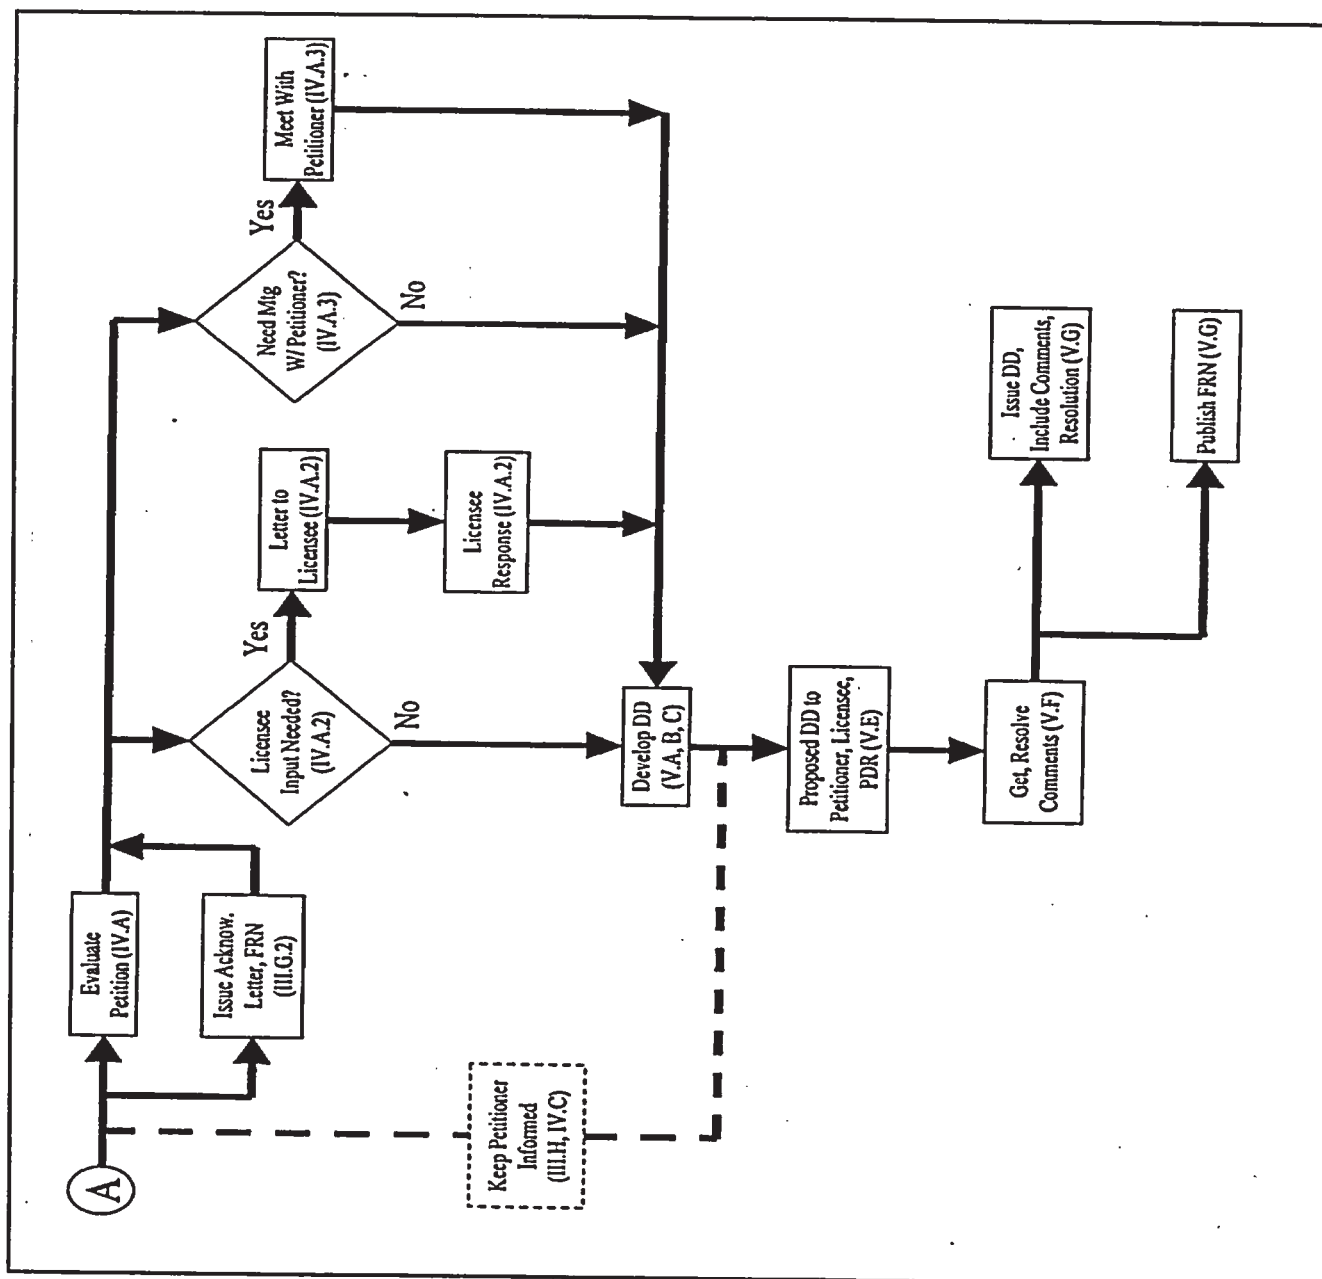 A
Evaluate
Petition (IV.A)
Issue Acknow.
Letter, FRN
(III.G.2)
Keep Petitioner
Informed
(III.H, IV.C)
Licensee
Input Needed?
(IV.A.2)
Yes
No
Letter to
Licensee (IV.A.2)
Licensee
Response (IV.A.2)
Need Mtg
W/ Petitioner?
(IV.A.3)
Yes
No
Meet With
Petitioner (IV.A.3)
Develop DD
(V.A, B, C)
Proposed DD to
Petitioner, Licensee,
PDR (V.E)
Get, Resolve
Comments (V.F)
Issue DD,
Include Comments,
Resolution (V.G)
Publish FRN (V.G)